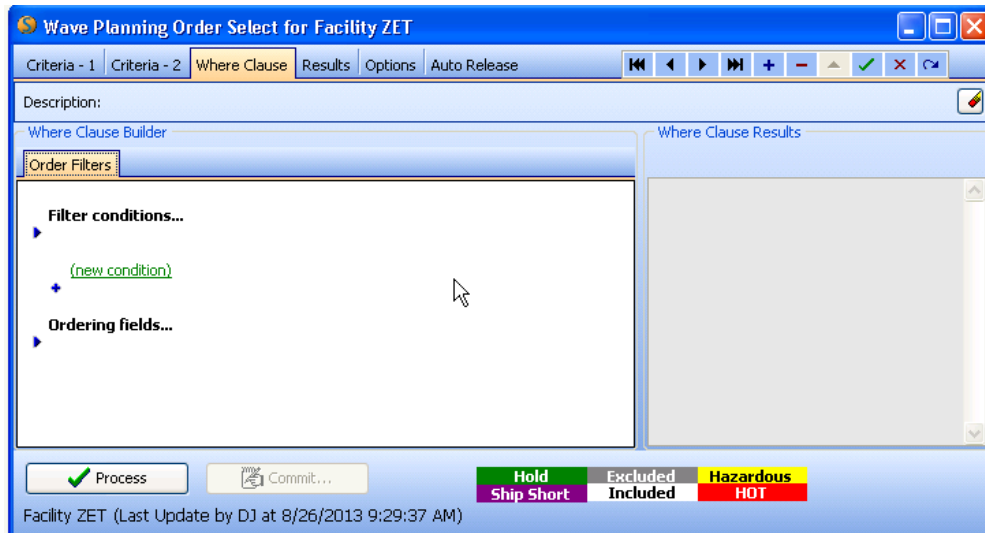 Wave Planning Order Select for Facility ZET
Criteria - 1 Criteria - 2 Where Clause Results Options Auto Release
Description:
Where Clause Builder Where Clause Results
Order Filters
Filter conditions...
(new condition)
Ordering fields...
Process Commit... Hold Excluded Hazardous
Ship Short Included HOT
Facility ZET (Last Update by DJ at 8/26/2013 9:29:37 AM)